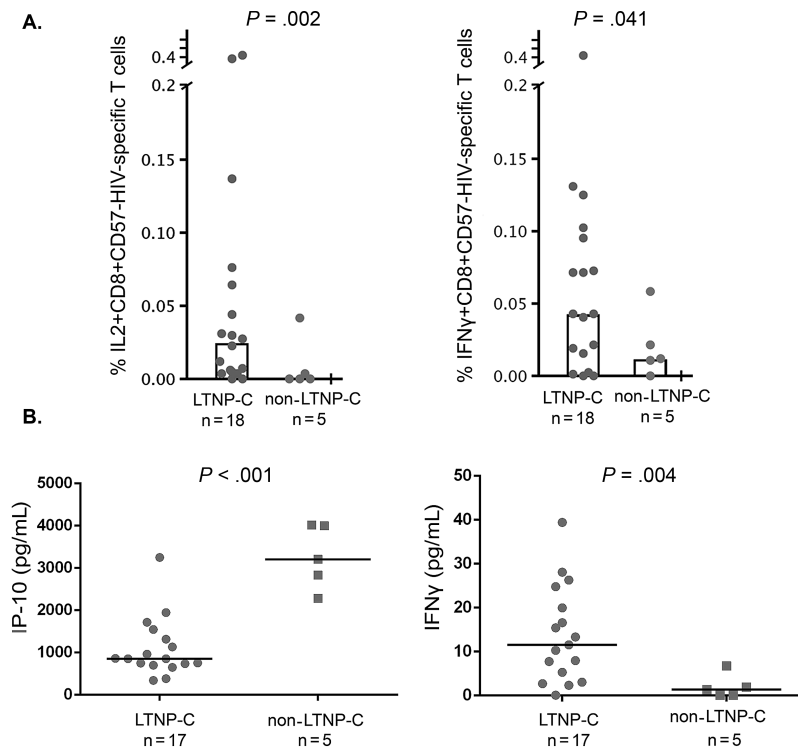 A.
P = .002
% IL2+CD8+CD57-HIV-specific T cells
0.4
0.2
0.15
0.10
0.05
0.00
LTNP-C
non-LTNP-C
n=18
n=5
P = .041
% IFNγ+CD8+CD57-HIV-specific T cells
0.4
0.2
0.15
0.10
0.05
0.00
LTNP-C
non-LTNP-C
n=18
n=5
B.
P < .001
IP-10 (pg/mL)
5000
4000
3000
2000
1000
0
LTNP-C
non-LTNP-C
n=17
n=5
P = .004
IFNγ (pg/mL)
50
40
30
20
10
0
LTNP-C
non-LTNP-C
n=17
n=5